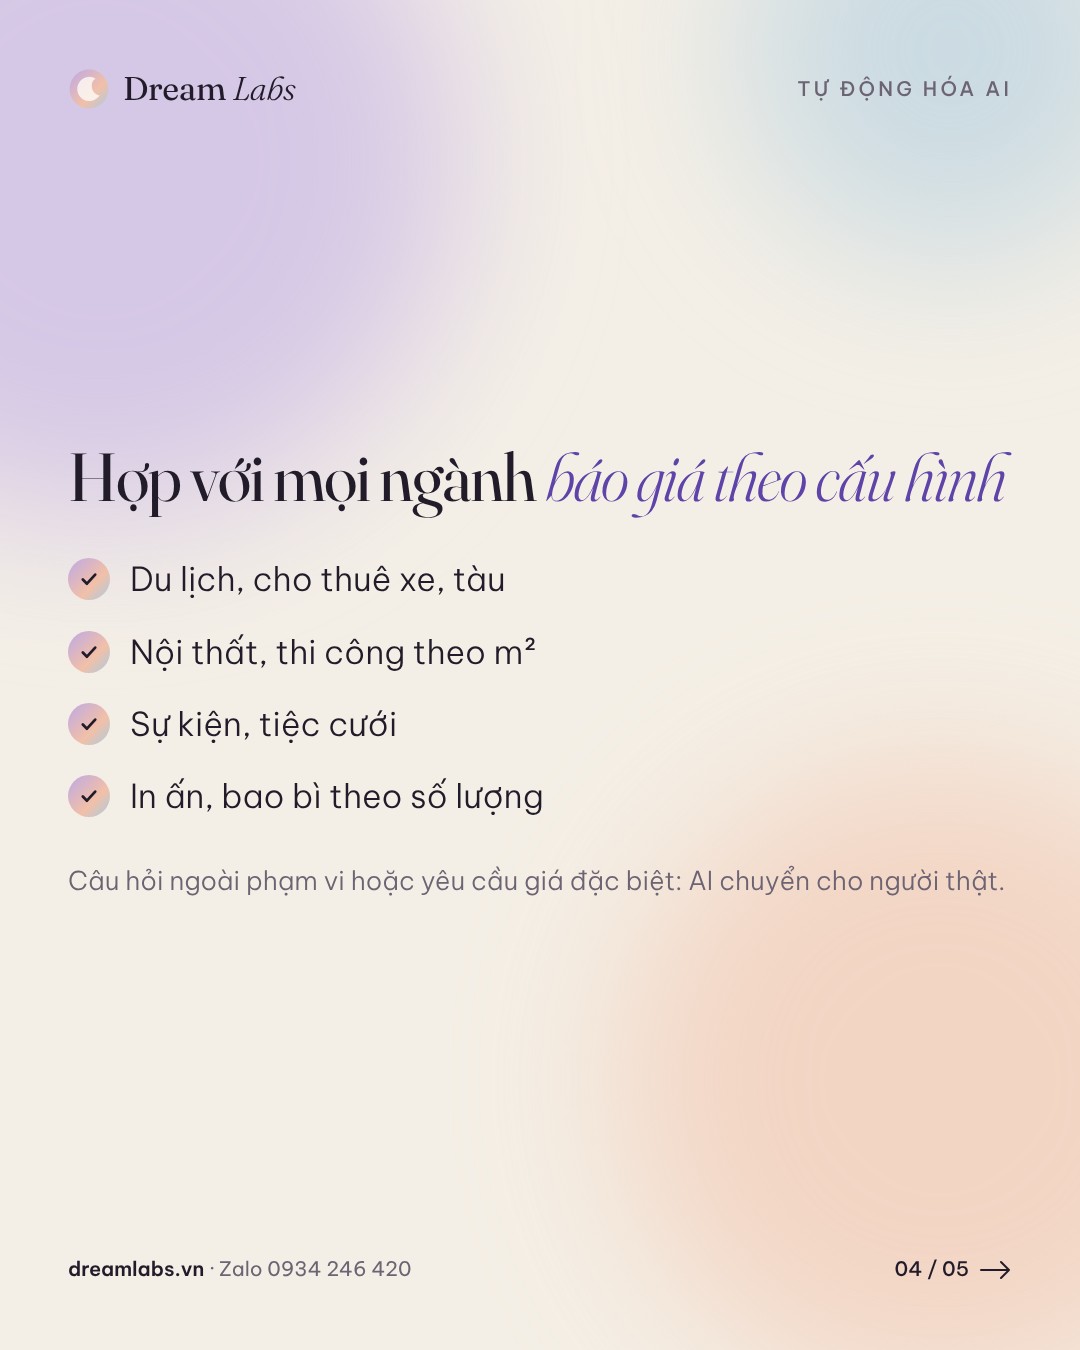 Dream Labs
TỰ ĐỘNG HÓA AI
Hợp với mọi ngành báo giá theo cấu hình
Du lịch, cho thuê xe, tàu
Nội thất, thi công theo m²
Sự kiện, tiệc cưới
In ấn, bao bì theo số lượng
Câu hỏi ngoài phạm vi hoặc yêu cầu giá đặc biệt: AI chuyển cho người thật.
dreamlabs.vn · Zalo 0934 246 420
04 / 05 →